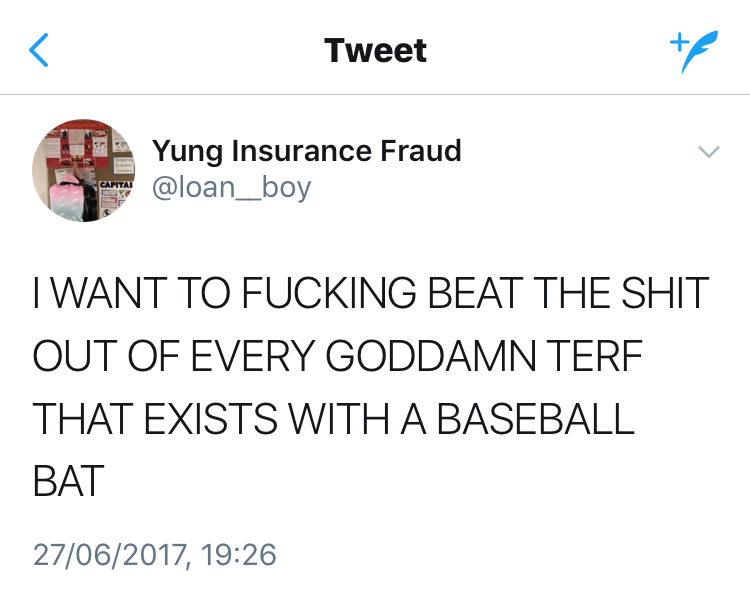 Tweet
Yung Insurance Fraud
@loan__boy
CAPITAL
I WANT TO FUCKING BEAT THE SHIT
OUT OF EVERY GODDAMN TERF
THAT EXISTS WITH A BASEBALL
BAT
27/06/2017, 19:26